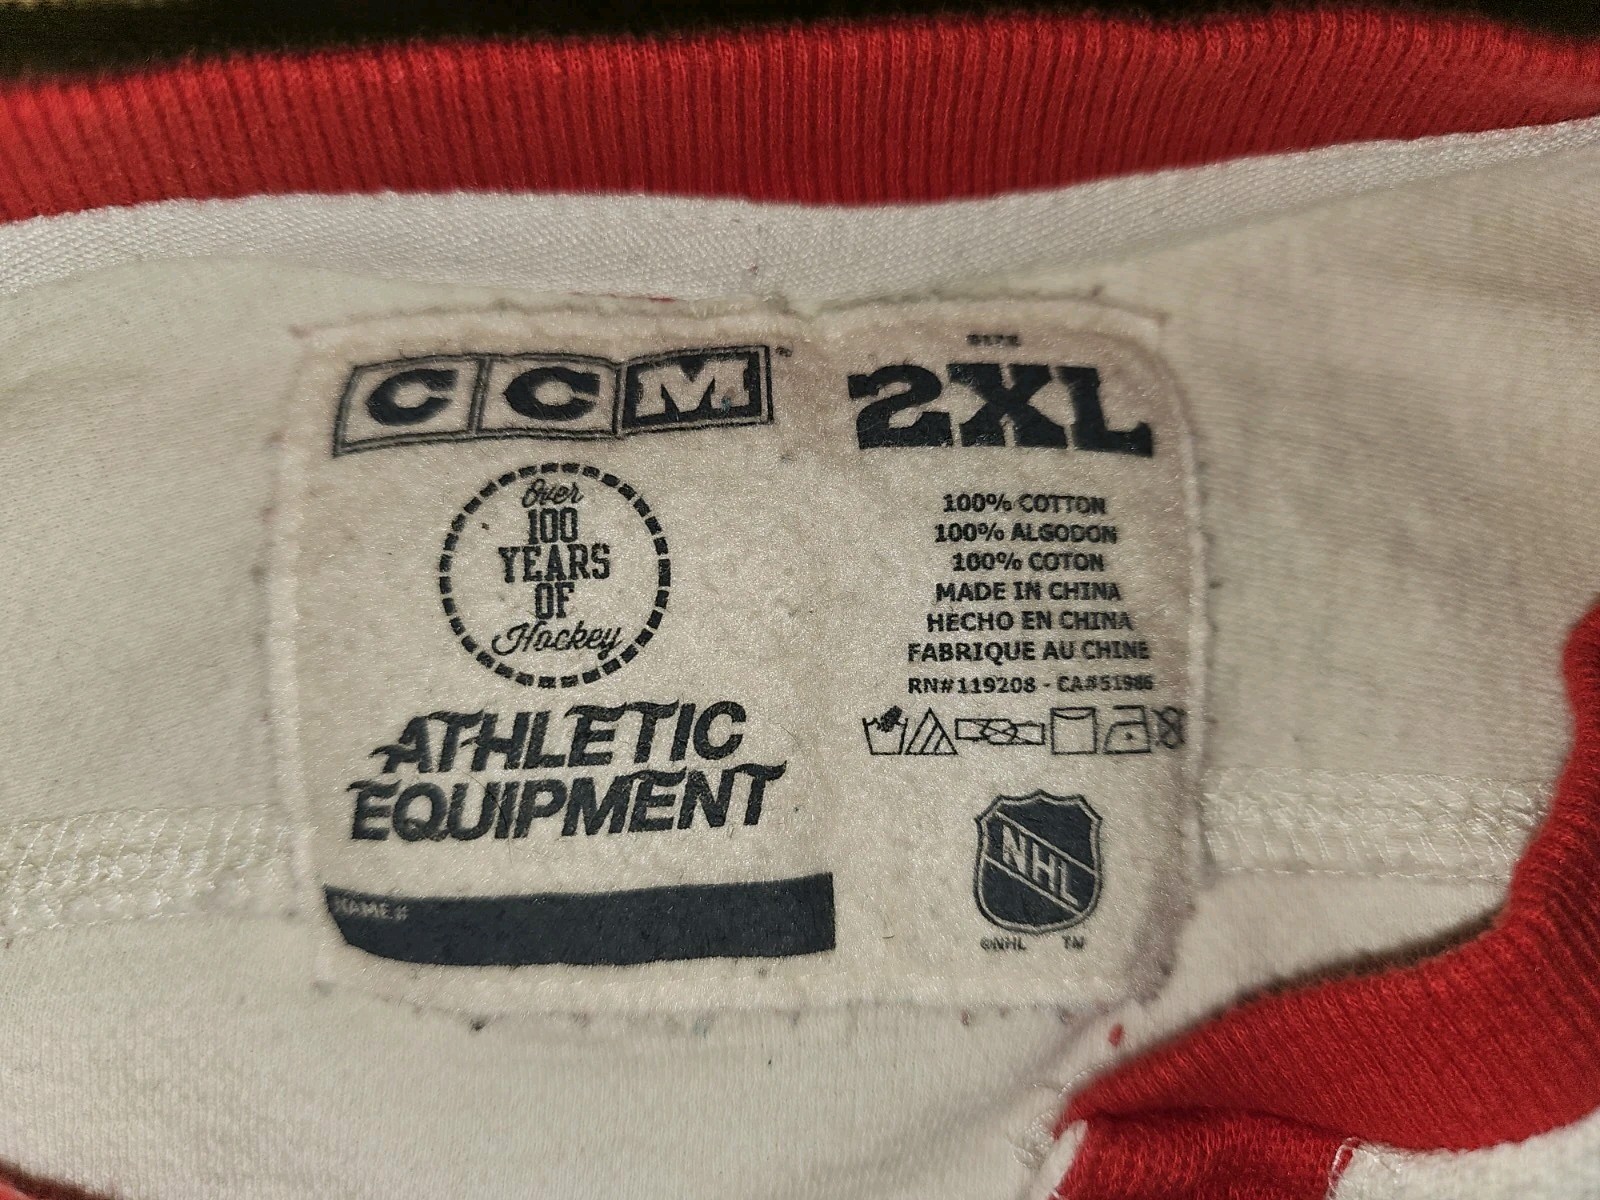 CCM™
Over
100
YEARS
OF
Hockey
ATHLETIC
EQUIPMENT
NAME #
SIZE
2XL
100% COTTON
100% ALGODON
100% COTON
MADE IN CHINA
HECHO EN CHINA
FABRIQUE AU CHINE
RN#119208 - CA#51986
NHL
©NHL TM